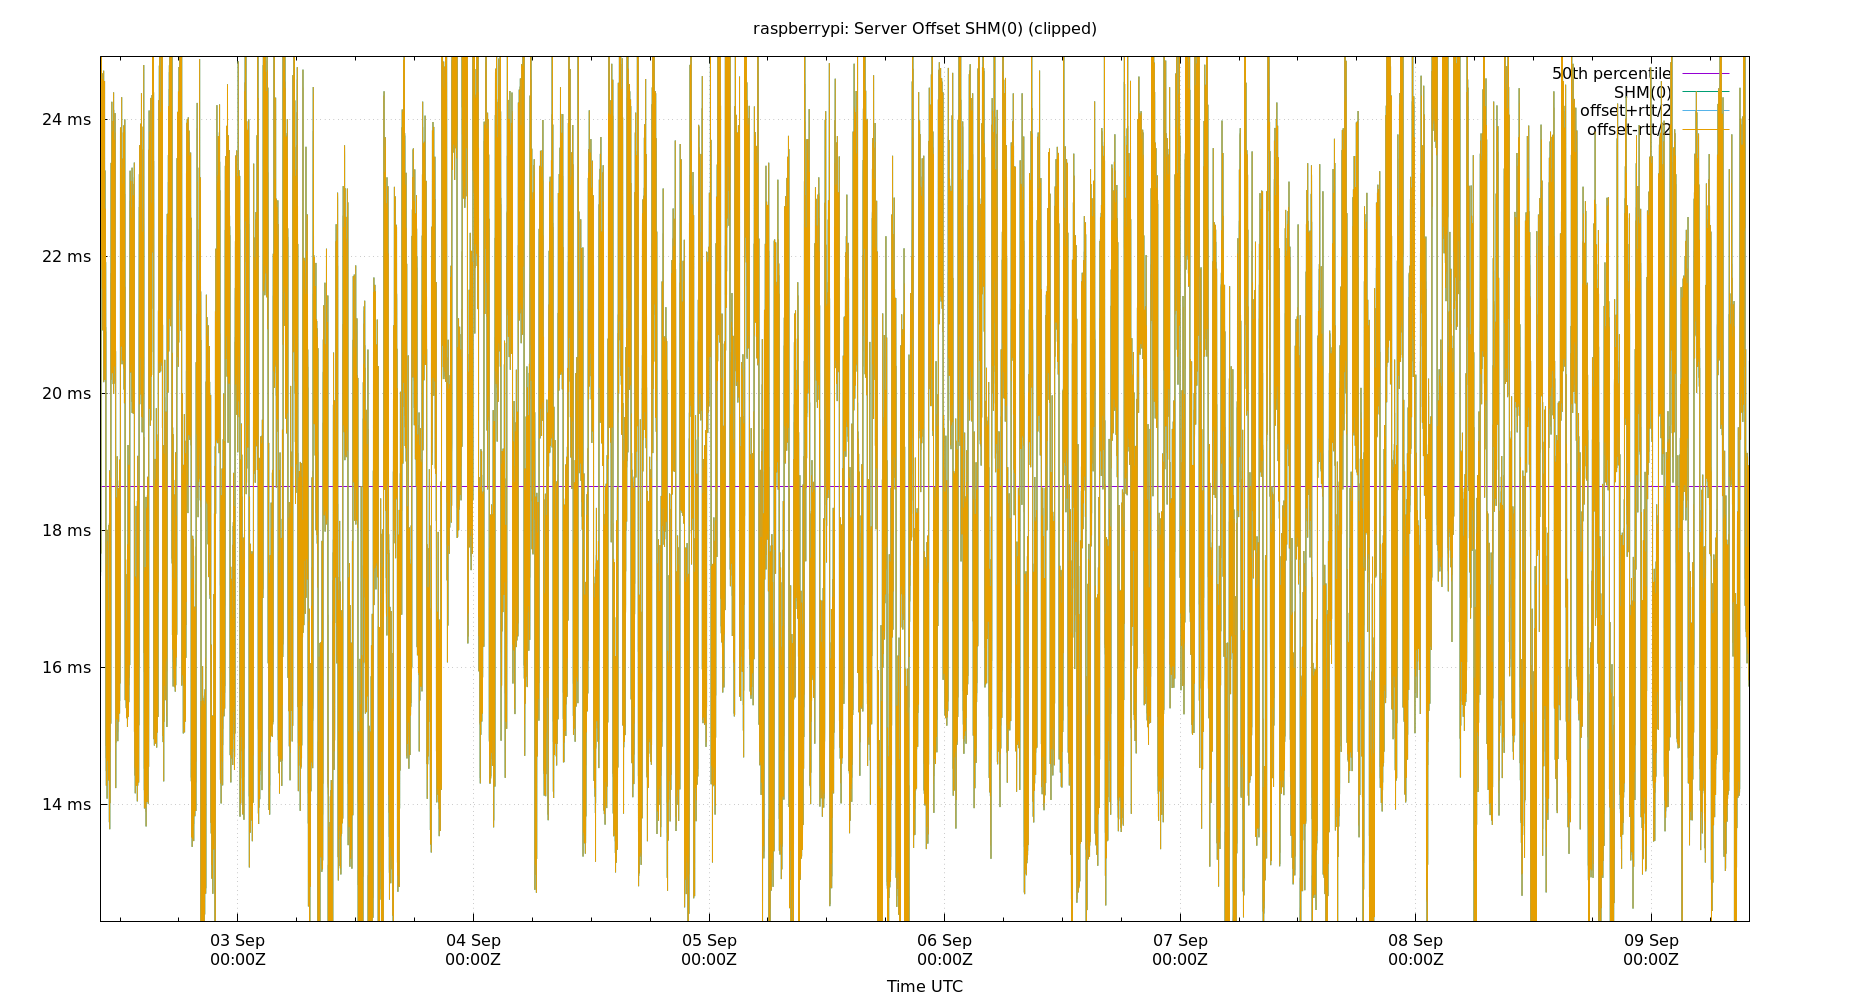 raspberrypi: Server Offset SHM(0) (clipped)
50th percentile
SHM(0)
offset+rtt/2
offset-rtt/2
24 ms
22 ms
20 ms
18 ms
16 ms
14 ms
03 Sep 04 Sep 05 Sep 06 Sep 07 Sep 08 Sep 09 Sep
00:00Z 00:00Z 00:00Z 00:00Z 00:00Z 00:00Z 00:00Z
Time UTC